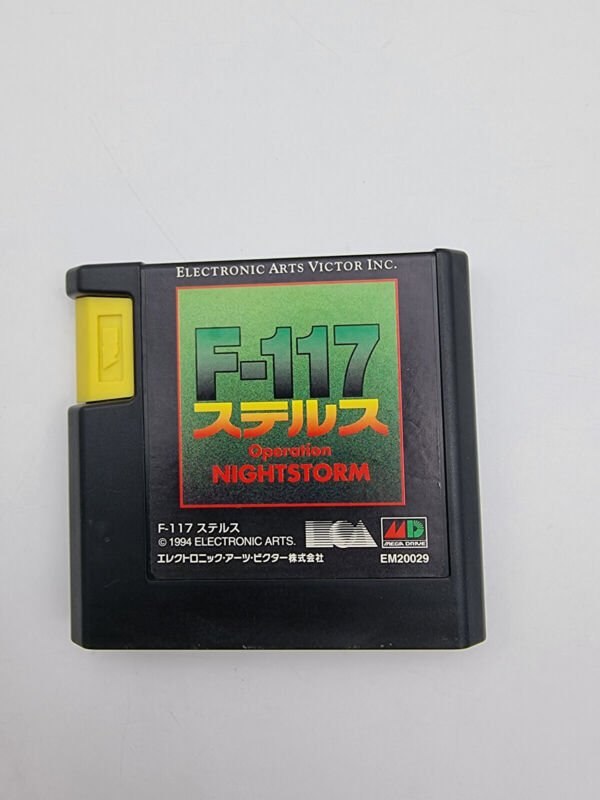 ELECTRONIC ARTS VICTOR INC.
F-117
ステルス
Operation
NIGHTSTORM
F-117 ステルス
© 1994 ELECTRONIC ARTS.
エレクトロニック・アーツ・ビクター株式会社
EA
MD
MEGA DRIVE
EM20029